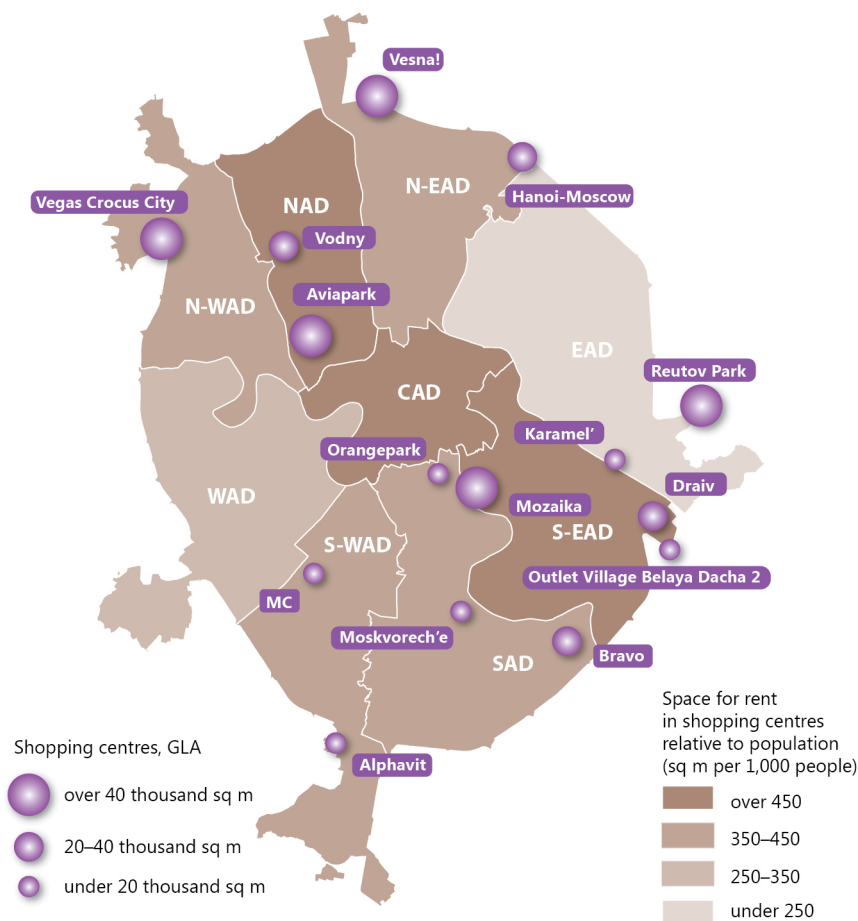 Vesna!
N-EAD
Hanoi-Moscow
Vegas Crocus City
NAD
Vodny
Aviapark
N-WAD
EAD
Reutov Park
CAD
Karamel’
Orangepark
Draiv
WAD
Mozaika
S-EAD
S-WAD
Outlet Village Belaya Dacha 2
MC
Moskvorech’e
Bravo
SAD
Alphavit
Shopping centres, GLA
over 40 thousand sq m
20–40 thousand sq m
under 20 thousand sq m
Space for rent
in shopping centres
relative to population
(sq m per 1,000 people)
over 450
350–450
250–350
under 250